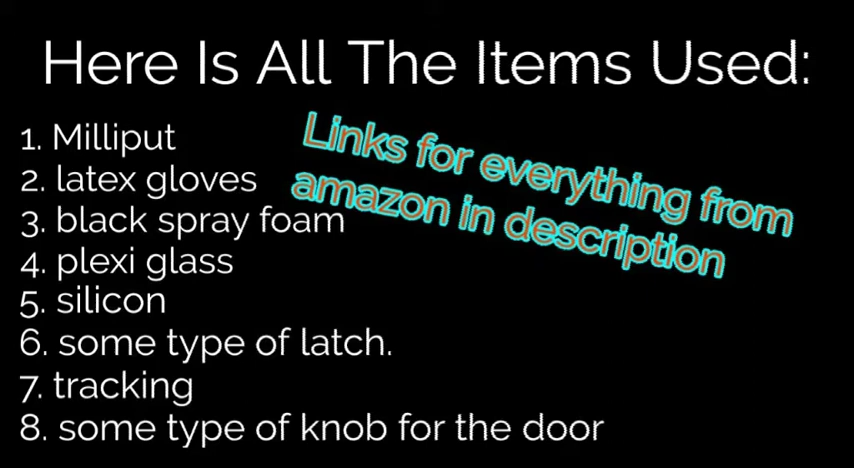 Here Is All The Items Used:
1. Milliput
2. latex gloves
3. black spray foam
4. plexi glass
5. silicon
6. some type of latch.
7. tracking
8. some type of knob for the door
Links for everything from
amazon in description